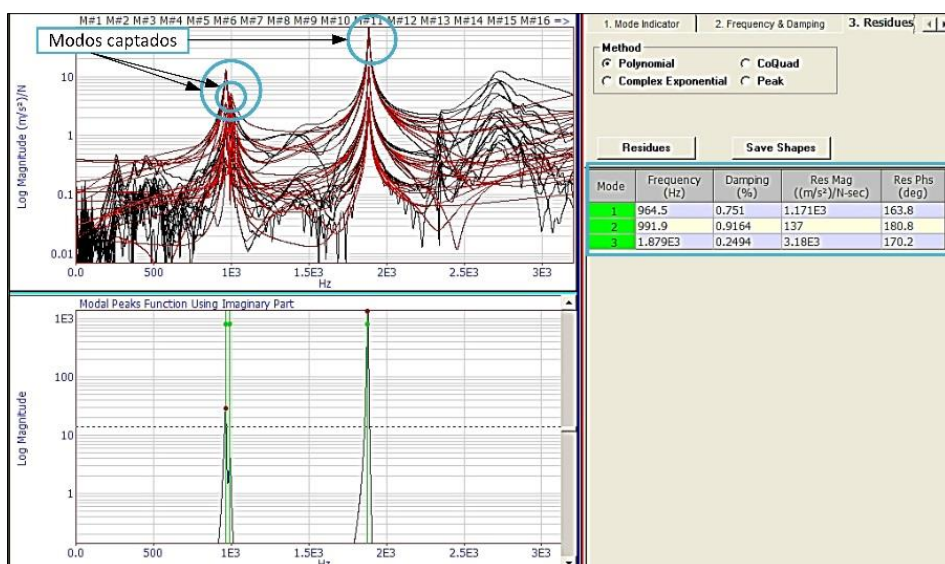 M#1 M#2 M#3 M#4 M#5 M#6 M#7 M#8 M#9 M#10 M#11 M#12 M#13 M#14 M#15 M#16 =>
Modos captados
Log Magnitude (m/s²)/N
10
1
0.1
0.01
0.0 500 1E3 1.5E3 2E3 2.5E3 3E3
Hz
Modal Peaks Function Using Imaginary Part
Log Magnitude
1E3
100
10
1
0.0 500 1E3 1.5E3 2E3 2.5E3 3E3
Hz
1. Mode Indicator 2. Frequency & Damping 3. Residues
Method
Polynomial CoQuad
Complex Exponential Peak
Residues Save Shapes
Mode Frequency (Hz) Damping (%) Res Mag ((m/s²)/N-sec) Res Phs (deg)
1 964.5 0.751 1.171E3 163.8
2 991.9 0.9164 137 180.8
3 1.879E3 0.2494 3.18E3 170.2